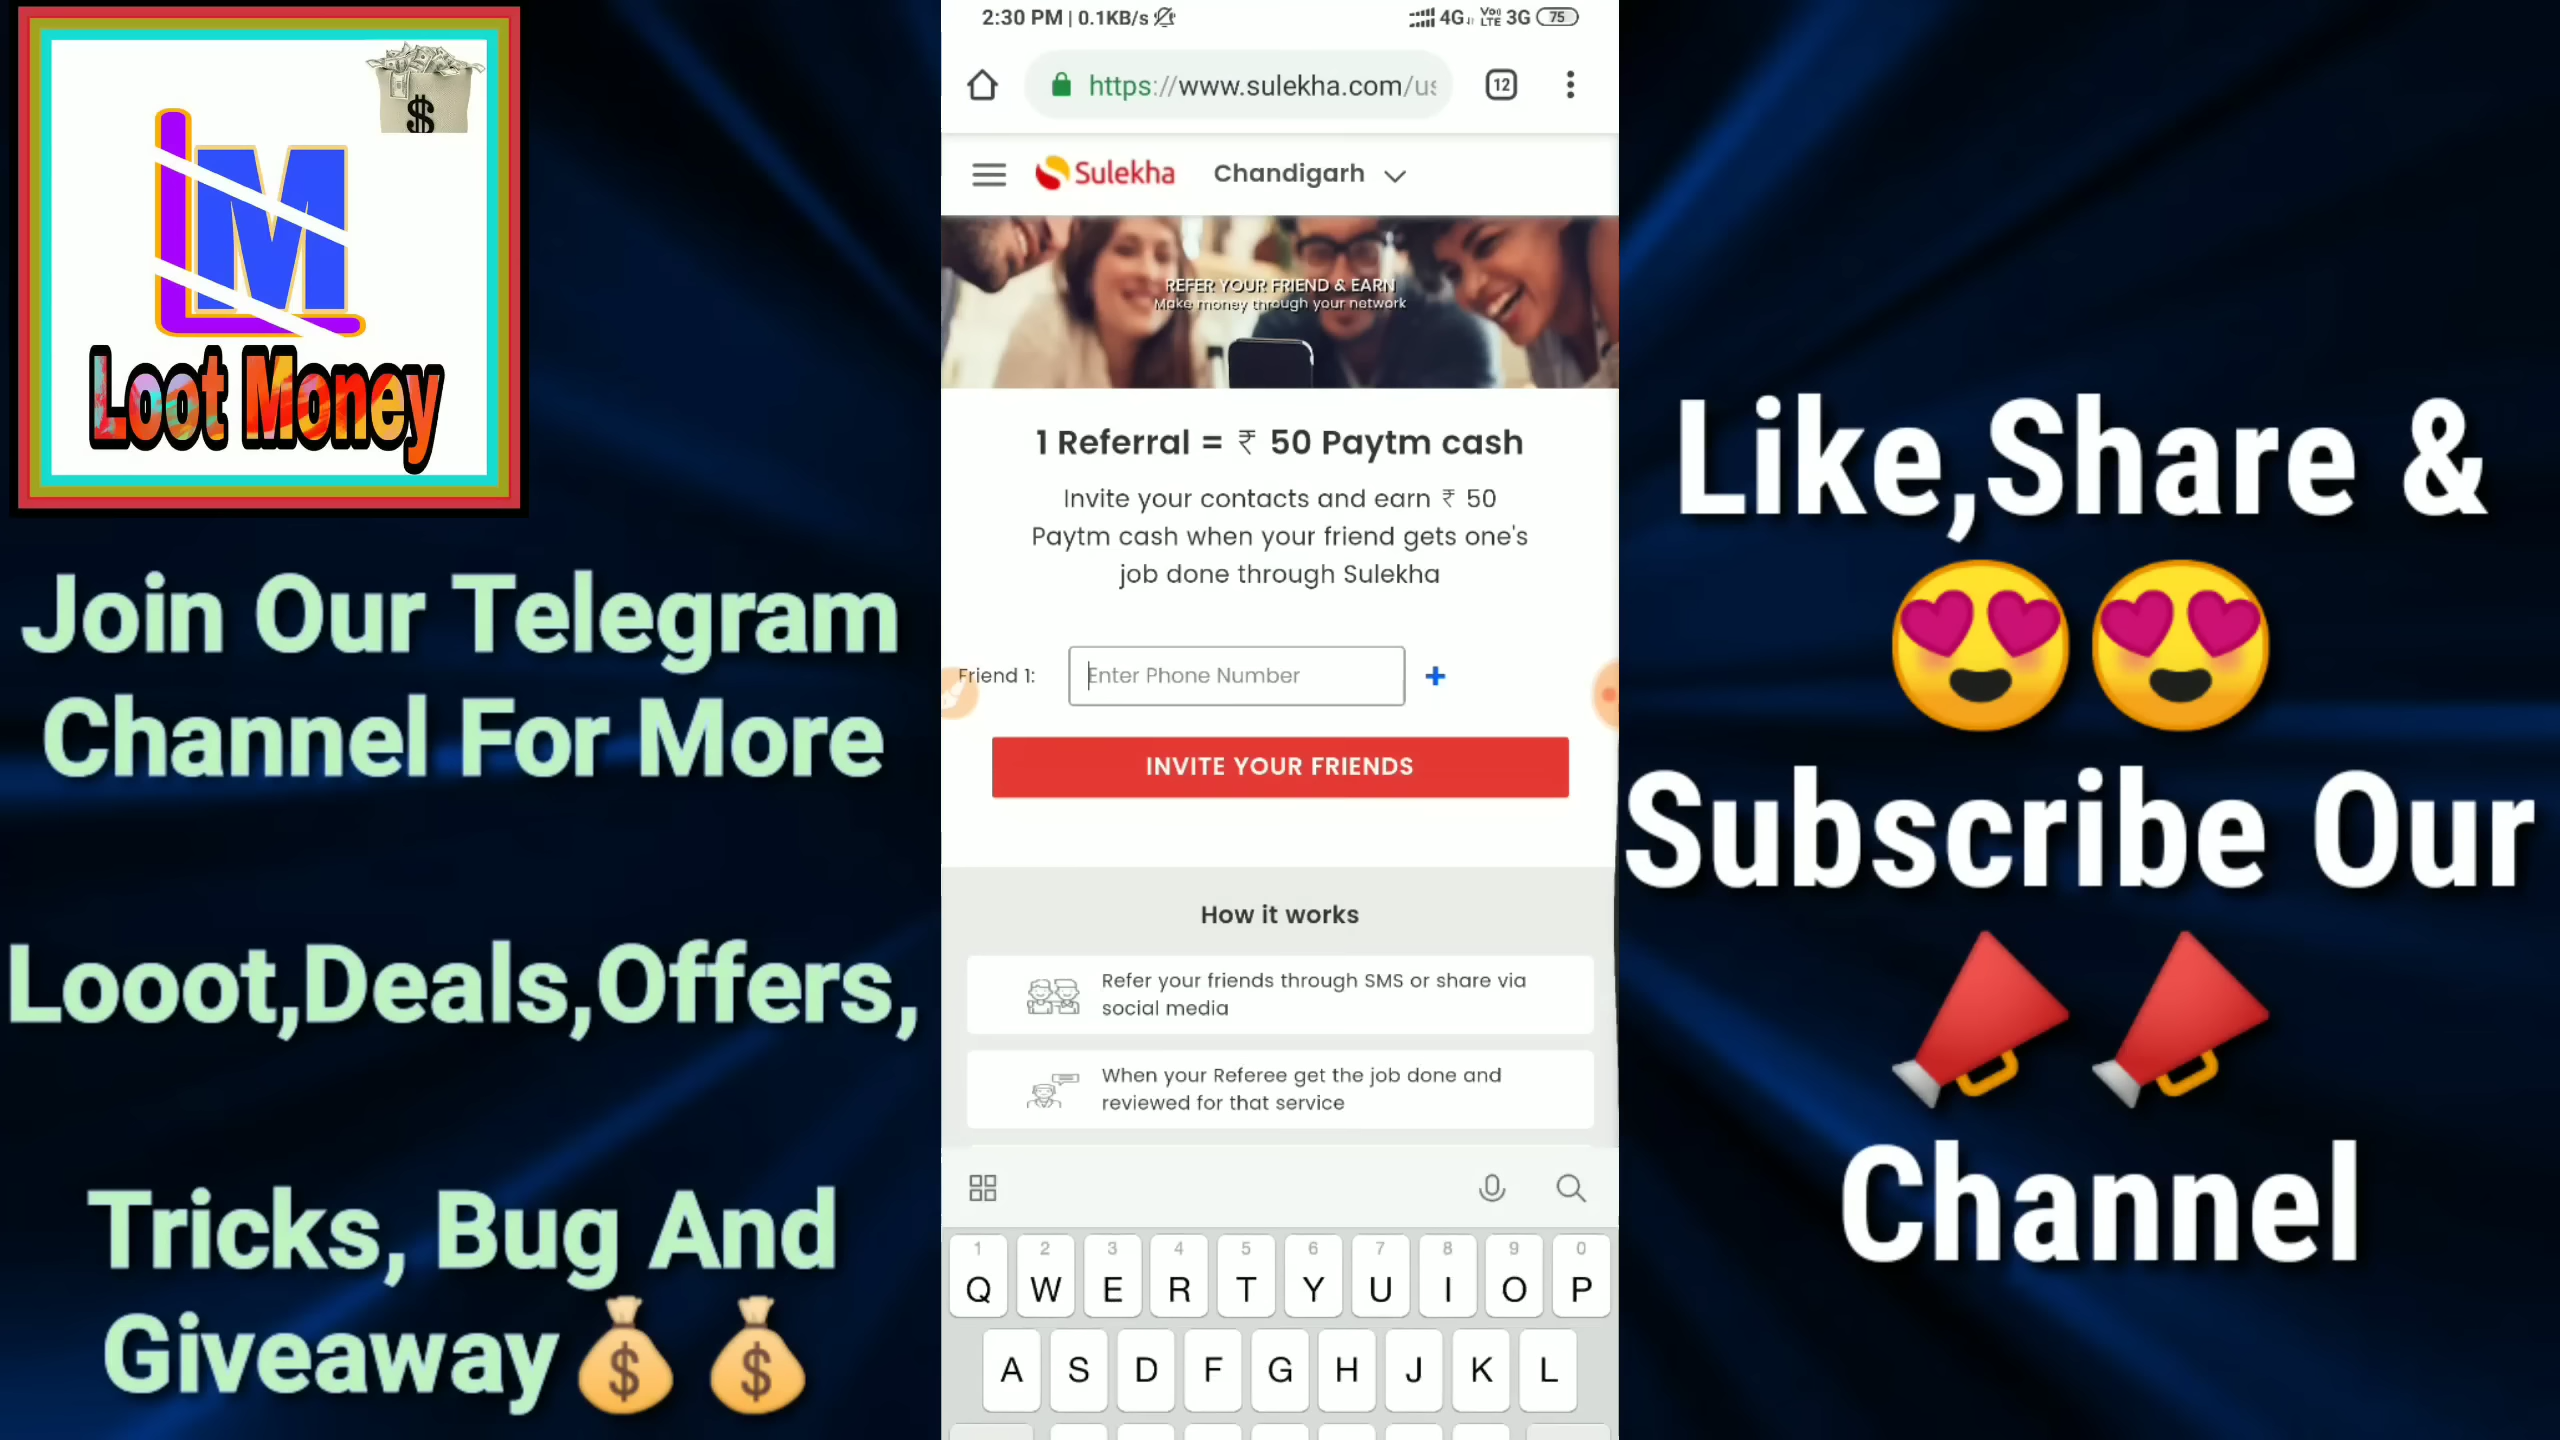 LM
Loot Money
Join Our Telegram
Channel For More
Looot,Deals,Offers,
Tricks, Bug And
Giveaway
2:30 PM | 0.1KB/s
4G VoLTE 3G 75
https://www.sulekha.com/us
12
Sulekha Chandigarh
REFER YOUR FRIEND & EARN
Make money through your network
1 Referral = ₹ 50 Paytm cash
Invite your contacts and earn ₹ 50
Paytm cash when your friend gets one's
job done through Sulekha
Friend 1: Enter Phone Number +
INVITE YOUR FRIENDS
How it works
Refer your friends through SMS or share via
social media
When your Referee get the job done and
reviewed for that service
1 2 3 4 5 6 7 8 9 0
Q W E R T Y U I O P
A S D F G H J K L
Like,Share &
Subscribe Our
Channel